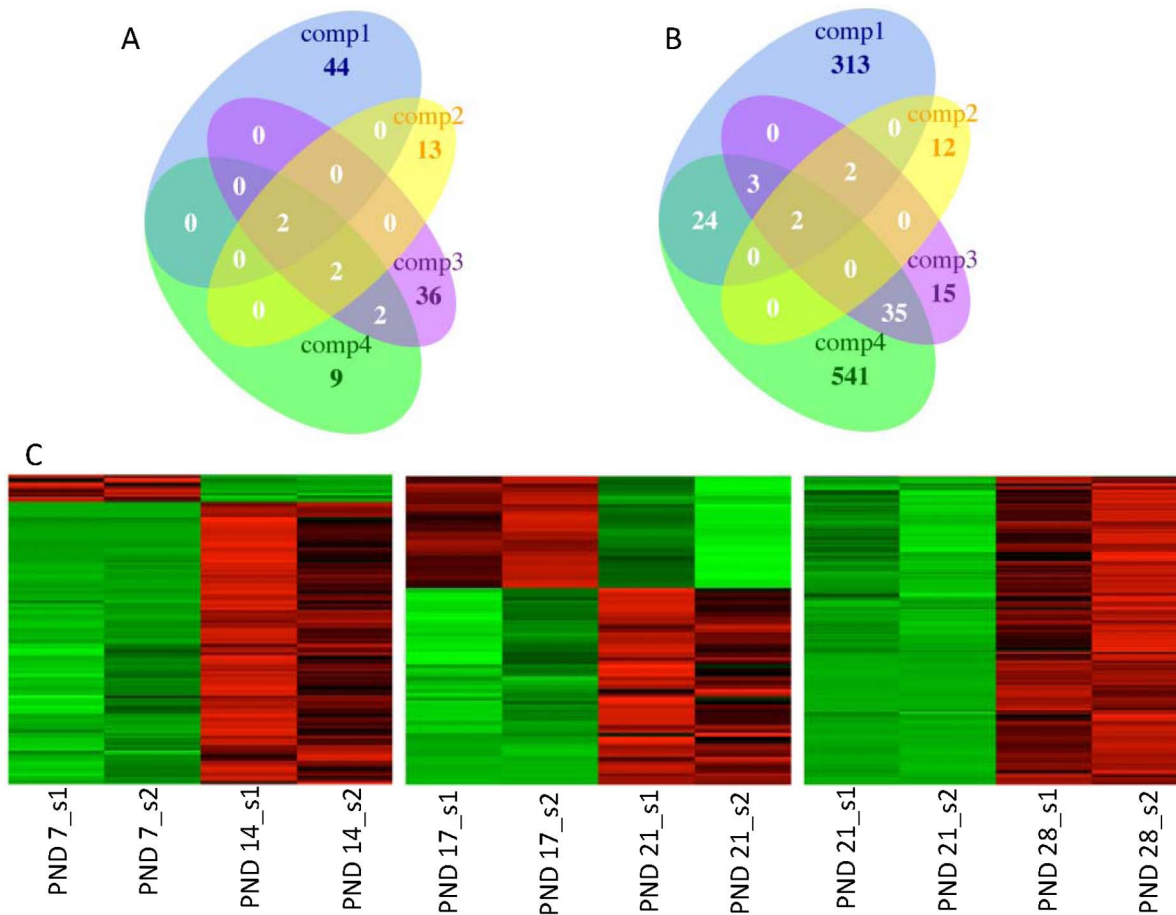 A
comp1
44
0
0
comp2
13
0
0
0
2
0
0
2
comp3
36
0
2
comp4
9
B
comp1
313
0
0
comp2
12
2
3
24
2
0
0
0
comp3
15
0
35
comp4
541
C
PND 7_s1
PND 7_s2
PND 14_s1
PND 14_s2
PND 17_s1
PND 17_s2
PND 21_s1
PND 21_s2
PND 21_s1
PND 21_s2
PND 28_s1
PND 28_s2